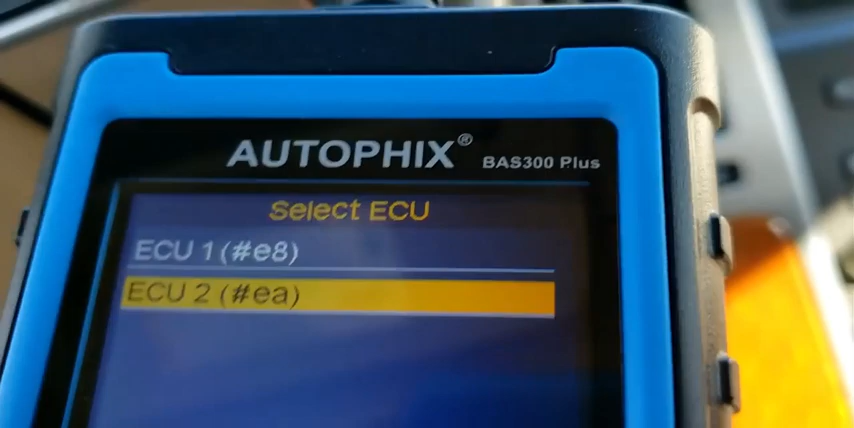 AUTOPHIX® BAS300 Plus
Select ECU
ECU 1 (#e8)
ECU 2 (#ea)